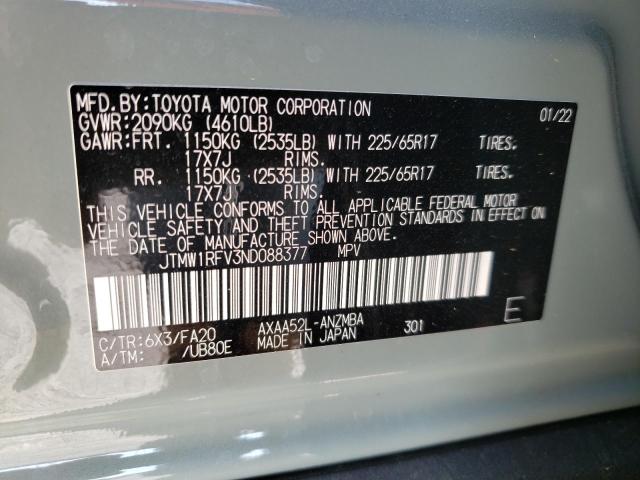 MFD.BY:TOYOTA MOTOR CORPORATION 01/22
GVWR:2090KG (4610LB)
GAWR:FRT. 1150KG (2535LB) WITH 225/65R17 TIRES.
17X7J RIMS.
RR. 1150KG (2535LB) WITH 225/65R17 TIRES.
17X7J RIMS.
THIS VEHICLE CONFORMS TO ALL APPLICABLE FEDERAL MOTOR
VEHICLE SAFETY AND THEFT PREVENTION STANDARDS IN EFFECT ON
THE DATE OF MANUFACTURE SHOWN ABOVE.
JTMW1RFV3ND088377 MPV
C/TR:6X3/FA20 AXAA52L-ANZMBA 301 E
A/TM: /UB80E MADE IN JAPAN